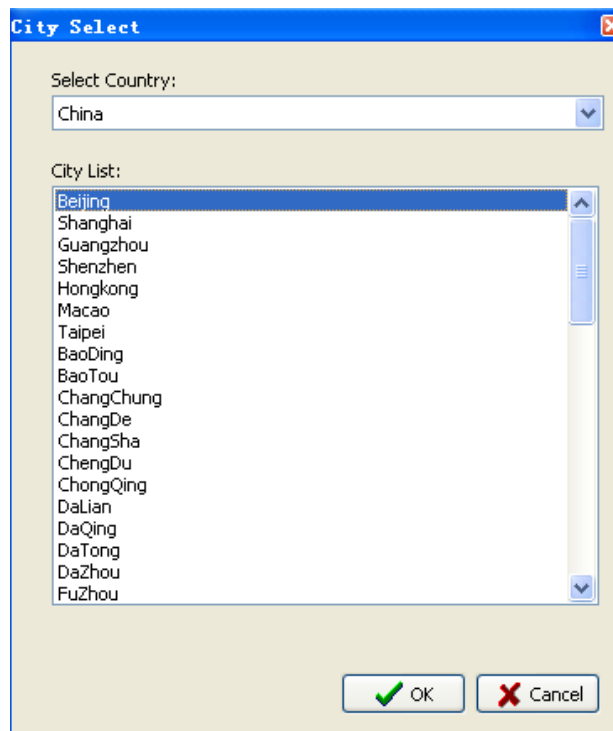 City Select
Select Country:
China
City List:
Beijing
Shanghai
Guangzhou
Shenzhen
Hongkong
Macao
Taipei
BaoDing
BaoTou
ChangChung
ChangDe
ChangSha
ChengDu
ChongQing
DaLian
DaQing
DaTong
DaZhou
FuZhou
OK Cancel